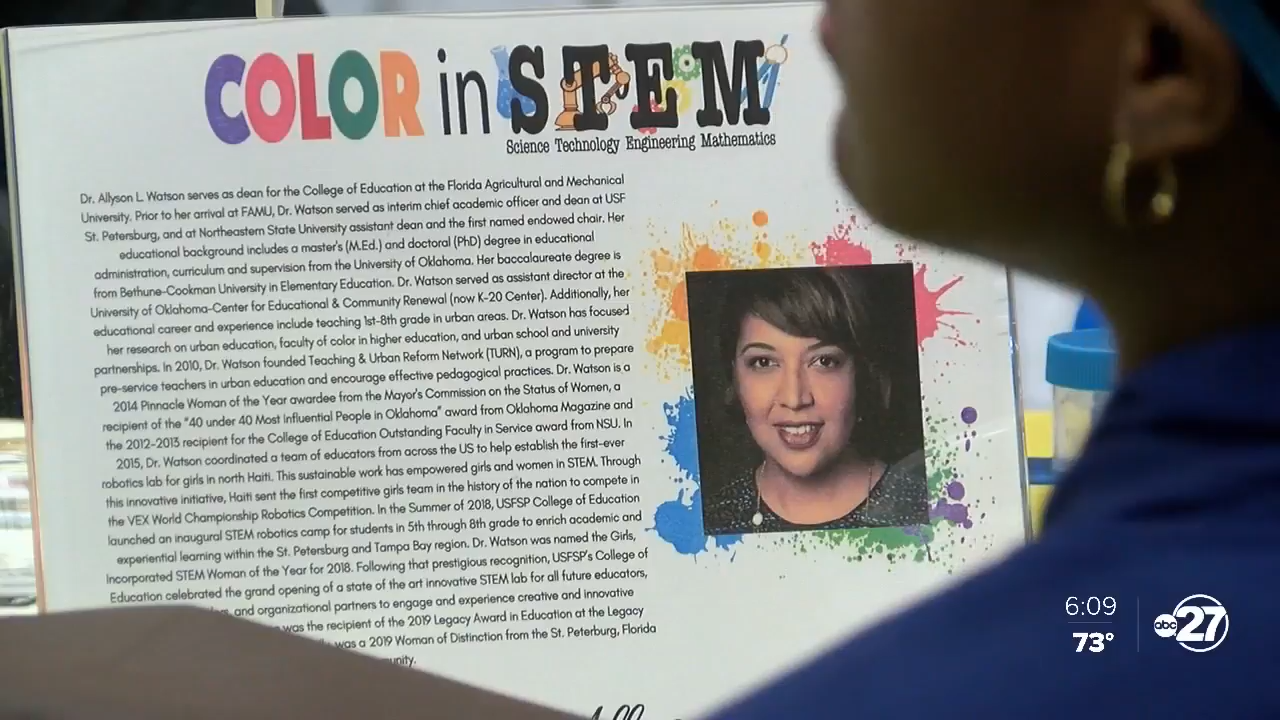 COLOR in STEM
Science Technology Engineering Mathematics
Dr. Allyson L. Watson serves as dean for the College of Education at the Florida Agricultural and Mechanical
University. Prior to her arrival at FAMU, Dr. Watson served as interim chief academic officer and dean at USF
St. Petersburg, and at Northeastern State University assistant dean and the first named endowed chair. Her
educational background includes a master's (M.Ed.) and doctoral (PhD) degree in educational
administration, curriculum and supervision from the University of Oklahoma. Her baccalaureate degree is
from Bethune-Cookman University in Elementary Education. Dr. Watson served as assistant director at the
University of Oklahoma-Center for Educational & Community Renewal (now K-20 Center). Additionally, her
educational career and experience include teaching 1st-8th grade in urban areas. Dr. Watson has focused
her research on urban education, faculty of color in higher education, and urban school and university
partnerships. In 2010, Dr. Watson founded Teaching & Urban Reform Network (TURN), a program to prepare
pre-service teachers in urban education and encourage effective pedagogical practices. Dr. Watson is a
2014 Pinnacle Woman of the Year awardee from the Mayor's Commission on the Status of Women, a
recipient of the "40 under 40 Most Influential People in Oklahoma" award from Oklahoma Magazine and
the 2012-2013 recipient for the College of Education Outstanding Faculty in Service award from NSU. In
2015, Dr. Watson coordinated a team of educators from across the US to help establish the first-ever
robotics lab for girls in north Haiti. This sustainable work has empowered girls and women in STEM. Through
this innovative initiative, Haiti sent the first competitive girls team in the history of the nation to compete in
the VEX World Championship Robotics Competition. In the Summer of 2018, USFSP College of Education
launched an inaugural STEM robotics camp for students in 5th through 8th grade to enrich academic and
experiential learning within the St. Petersburg and Tampa Bay region. Dr. Watson was named the Girls,
Incorporated STEM Woman of the Year for 2018. Following that prestigious recognition, USFSP's College of
Education celebrated the grand opening of a state of the art innovative STEM lab for all future educators,
and organizational partners to engage and experience creative and innovative
was the recipient of the 2019 Legacy Award in Education at the Legacy
was a 2019 Woman of Distinction from the St. Peterburg, Florida
6:09
73°
abc 27